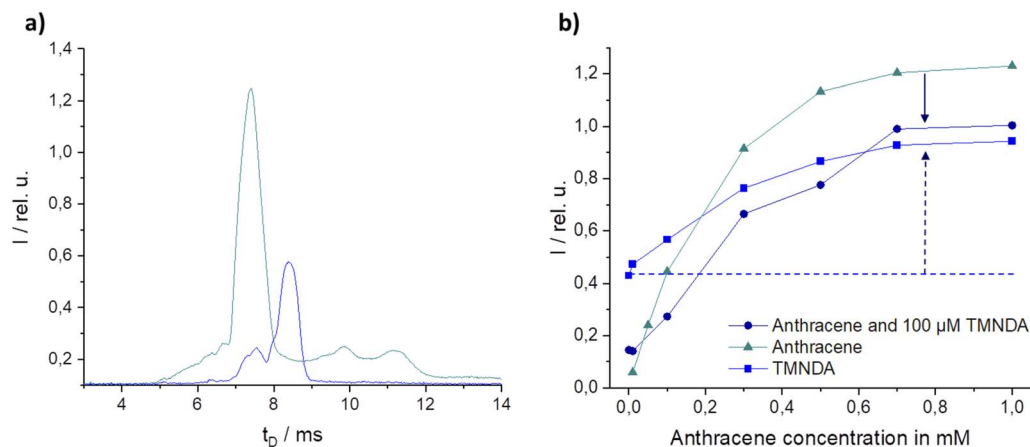 a)
I / rel. u.
1,4
1,2
1,0
0,8
0,6
0,4
0,2
4
6
8
10
12
14
tD / ms
b)
I / rel. u.
1,2
1,0
0,8
0,6
0,4
0,2
0,0
Anthracene and 100 µM TMNDA
Anthracene
TMNDA
0,0
0,2
0,4
0,6
0,8
1,0
Anthracene concentration in mM